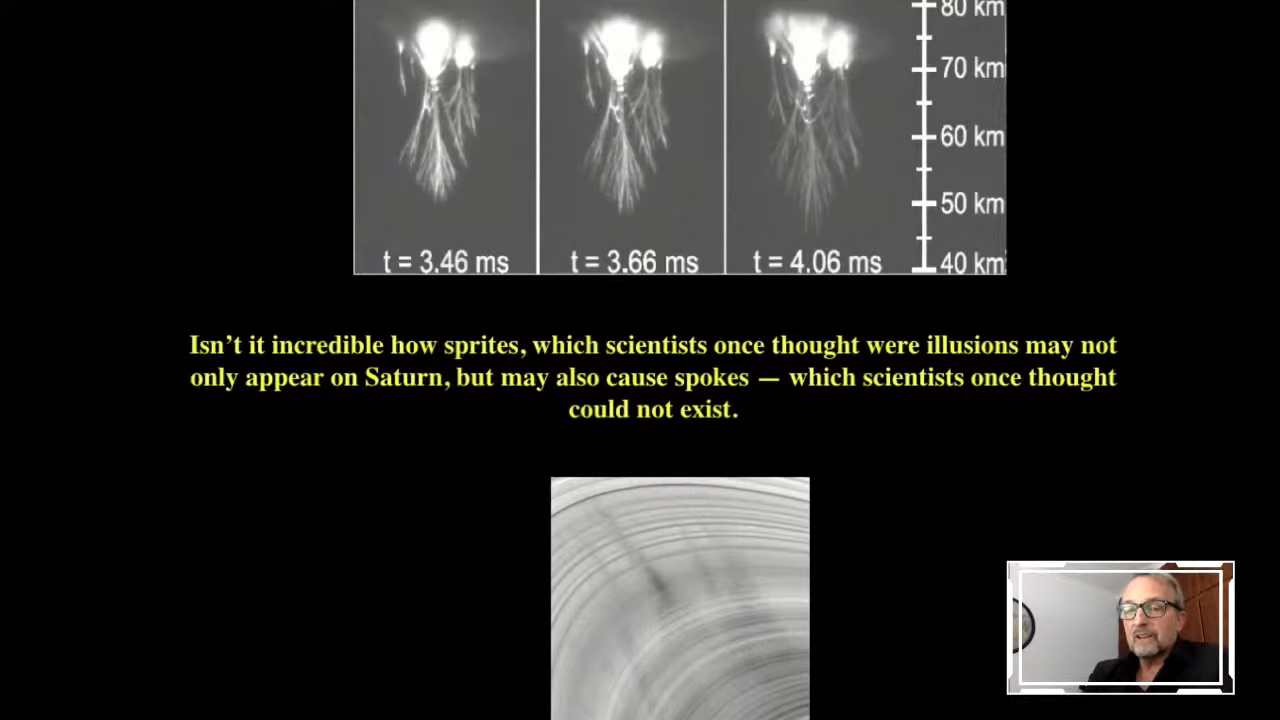 80 km
70 km
60 km
50 km
t = 3.46 ms t = 3.66 ms t = 4.06 ms 40 km
Isn’t it incredible how sprites, which scientists once thought were illusions may not
only appear on Saturn, but may also cause spokes — which scientists once thought
could not exist.